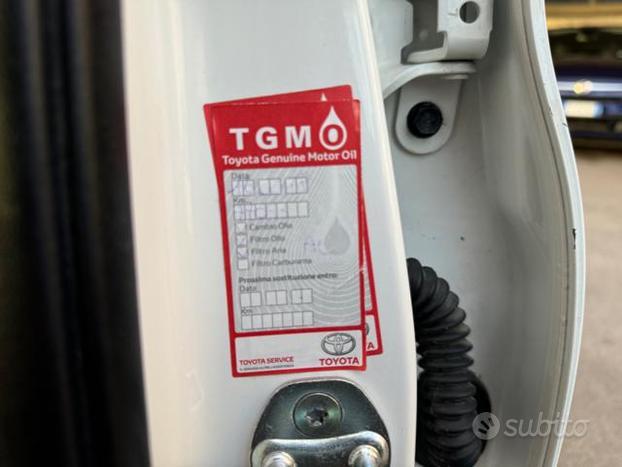 TGMO
Toyota Genuine Motor Oil
Data
Km
Cambio Olio
Filtro Olio
Filtro Aria
Filtro Carburante
Prossima sostituzione entro:
Data
Km
TOYOTA SERVICE
TOYOTA
subito